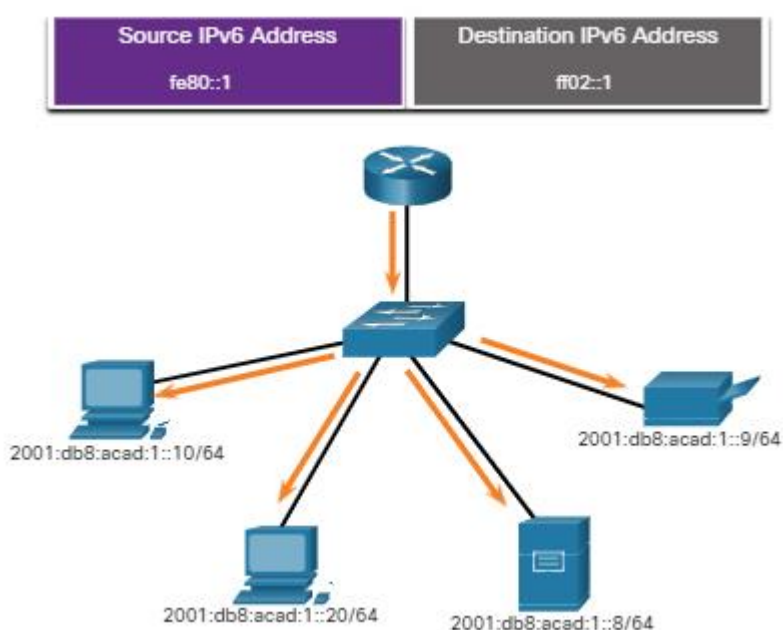 Source IPv6 Address
Destination IPv6 Address
fe80::1
ff02::1
2001:db8:acad:1::10/64
2001:db8:acad:1::9/64
2001:db8:acad:1::20/64
2001:db8:acad:1::8/64